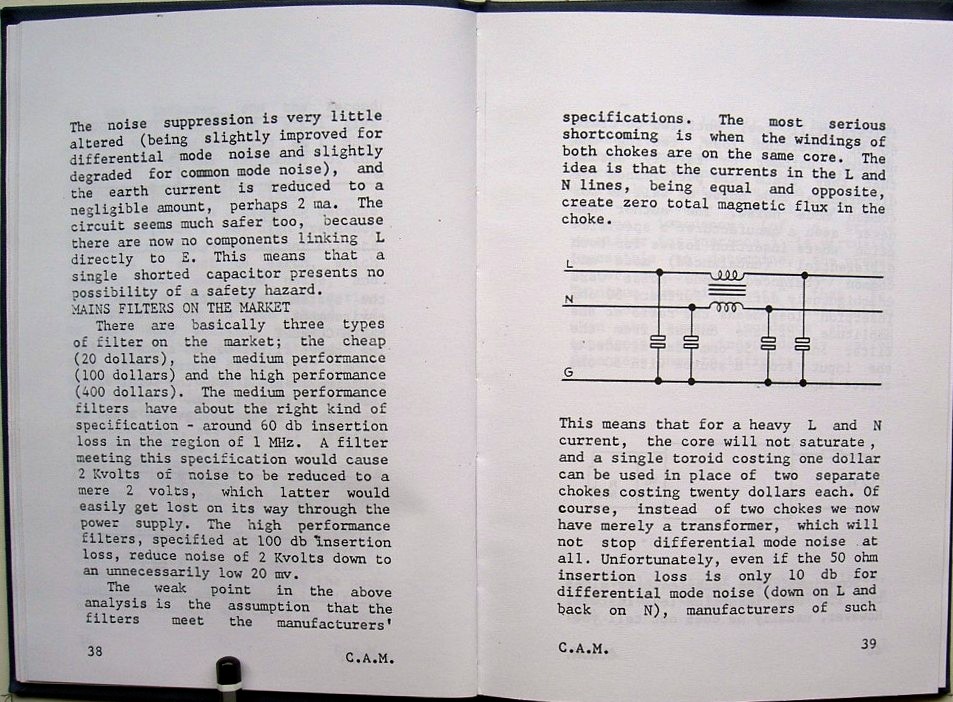 The noise suppression is very little
altered (being slightly improved for
differential mode noise and slightly
degraded for common mode noise), and
the earth current is reduced to a
negligible amount, perhaps 2 ma. The
circuit seems much safer too, because
there are now no components linking L
directly to E. This means that a
single shorted capacitor presents no
possibility of a safety hazard.
MAINS FILTERS ON THE MARKET
There are basically three types
of filter on the market; the cheap
(20 dollars), the medium performance
(100 dollars) and the high performance
(400 dollars). The medium performance
filters have about the right kind of
specification - around 60 db insertion
loss in the region of 1 MHz. A filter
meeting this specification would cause
2 Kvolts of noise to be reduced to a
mere 2 volts, which latter would
easily get lost on its way through the
power supply. The high performance
filters, specified at 100 db insertion
loss, reduce noise of 2 Kvolts down to
an unnecessarily low 20 mv.
The weak point in the above
analysis is the assumption that the
filters meet the manufacturers'
38
C.A.M.
specifications. The most serious
shortcoming is when the windings of
both chokes are on the same core. The
idea is that the currents in the L and
N lines, being equal and opposite,
create zero total magnetic flux in the
choke.
L
N
G
This means that for a heavy L and N
current, the core will not saturate,
and a single toroid costing one dollar
can be used in place of two separate
chokes costing twenty dollars each. Of
course, instead of two chokes we now
have merely a transformer, which will
not stop differential mode noise at
all. Unfortunately, even if the 50 ohm
insertion loss is only 10 db for
differential mode noise (down on L and
back on N), manufacturers of such
C.A.M.
39